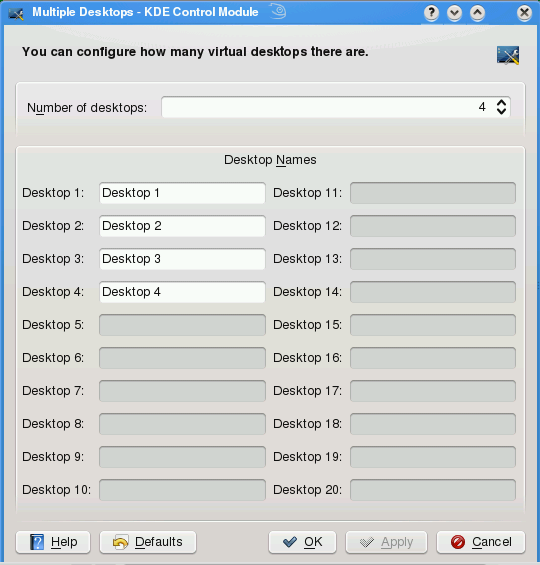 Multiple Desktops - KDE Control Module
You can configure how many virtual desktops there are.
Number of desktops: 4
Desktop Names
Desktop 1: Desktop 1 Desktop 11:
Desktop 2: Desktop 2 Desktop 12:
Desktop 3: Desktop 3 Desktop 13:
Desktop 4: Desktop 4 Desktop 14:
Desktop 5: Desktop 15:
Desktop 6: Desktop 16:
Desktop 7: Desktop 17:
Desktop 8: Desktop 18:
Desktop 9: Desktop 19:
Desktop 10: Desktop 20:
Help Defaults OK Apply Cancel